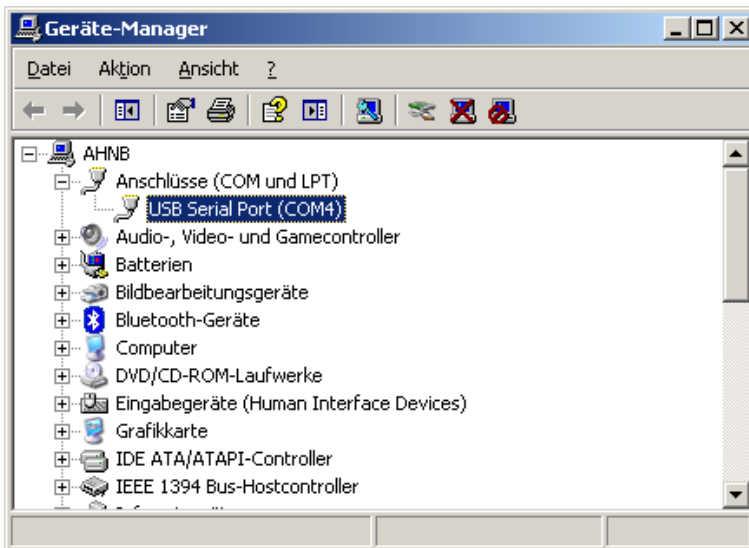 Geräte-Manager
Datei Aktion Ansicht ?
AHNB
Anschlüsse (COM und LPT)
USB Serial Port (COM4)
Audio-, Video- und Gamecontroller
Batterien
Bildbearbeitungsgeräte
Bluetooth-Geräte
Computer
DVD/CD-ROM-Laufwerke
Eingabegeräte (Human Interface Devices)
Grafikkarte
IDE ATA/ATAPI-Controller
IEEE 1394 Bus-Hostcontroller